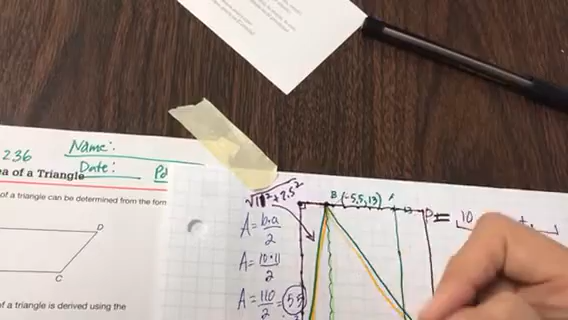 236
Name:
Date:
ea of a Triangle
of a triangle can be determined from the form
D
C
of a triangle is derived using the
√11²+2.5²
B (-5.5,13)
A = b·a/2
A = 10·11/2
A = 110/2 = 55
D = 10